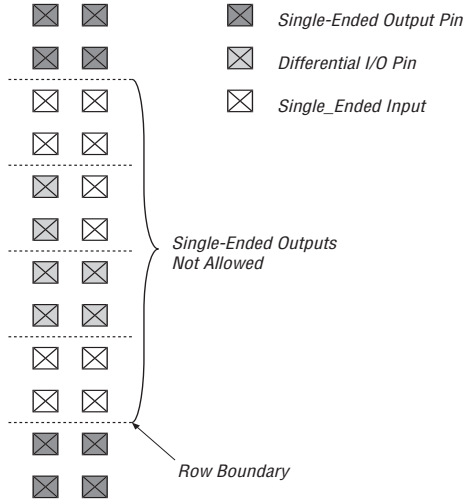 Single-Ended Output Pin
Differential I/O Pin
Single_Ended Input
Single-Ended Outputs
Not Allowed
Row Boundary